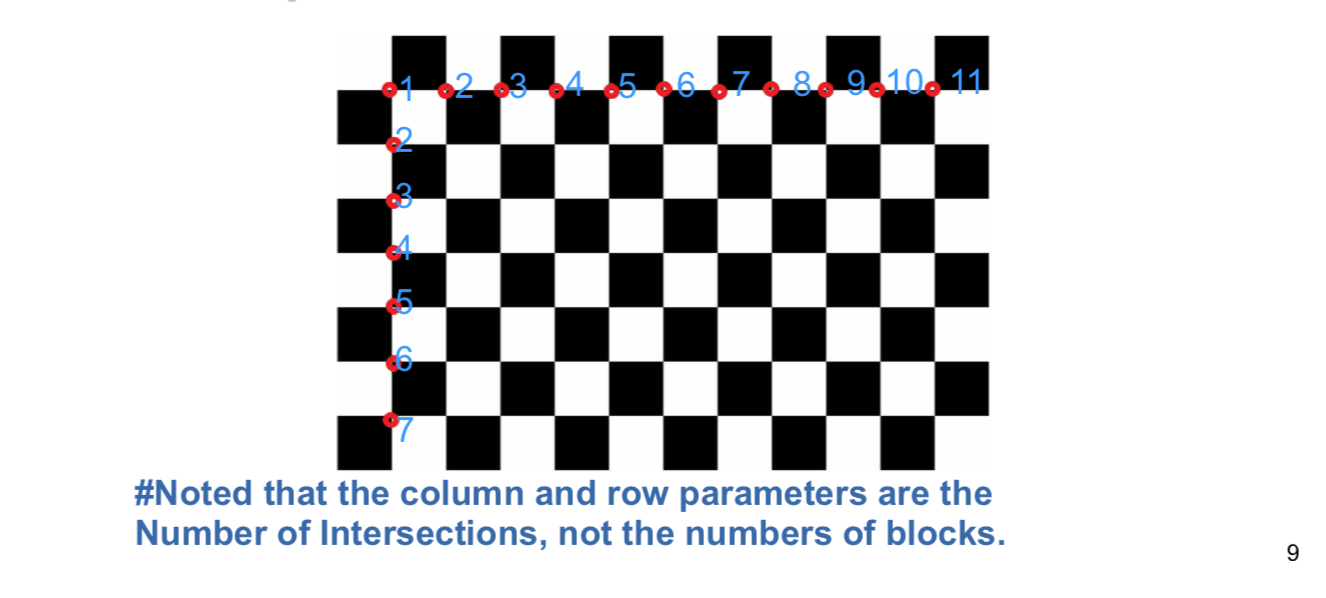 1 2 3 4 5 6 7 8 9 10 11
2
3
4
5
6
7
#Noted that the column and row parameters are the
Number of Intersections, not the numbers of blocks.
9